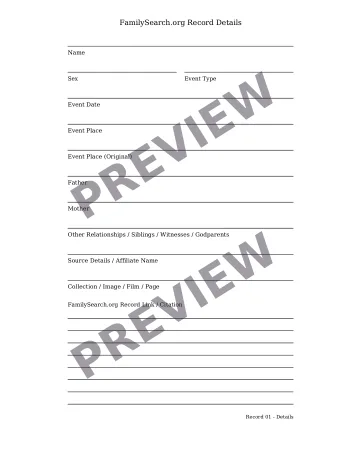 FamilySearch.org Record Details
Name
Sex Event Type
Event Date
Event Place
Event Place (Original)
Father
Mother
Other Relationships / Siblings / Witnesses / Godparents
Source Details / Affiliate Name
Collection / Image / Film / Page
FamilySearch.org Record Link / Citation
Record 01 - Details
PREVIEW
PREVIEW